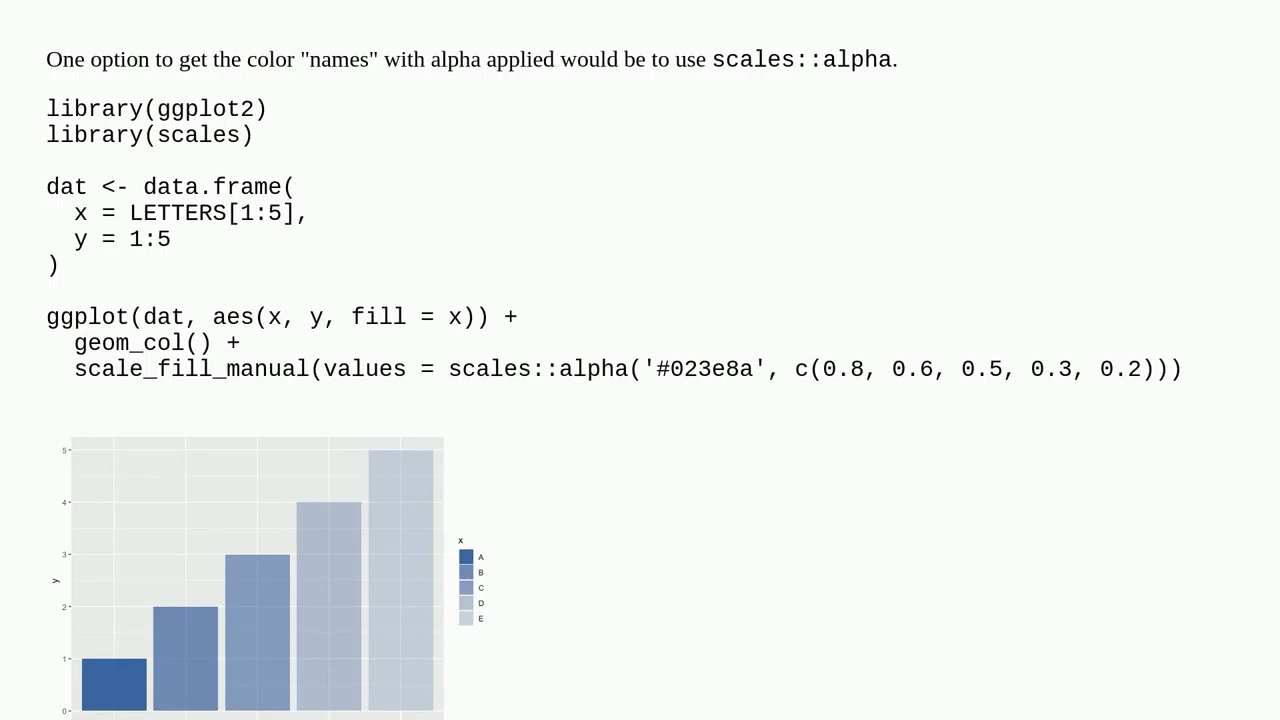 One option to get the color "names" with alpha applied would be to use scales::alpha.
library(ggplot2)
library(scales)
dat <- data.frame(
  x = LETTERS[1:5],
  y = 1:5
)
ggplot(dat, aes(x, y, fill = x)) +
  geom_col() +
  scale_fill_manual(values = scales::alpha('#023e8a', c(0.8, 0.6, 0.5, 0.3, 0.2)))
5
4
3
2
1
0
y
x
A
B
C
D
E